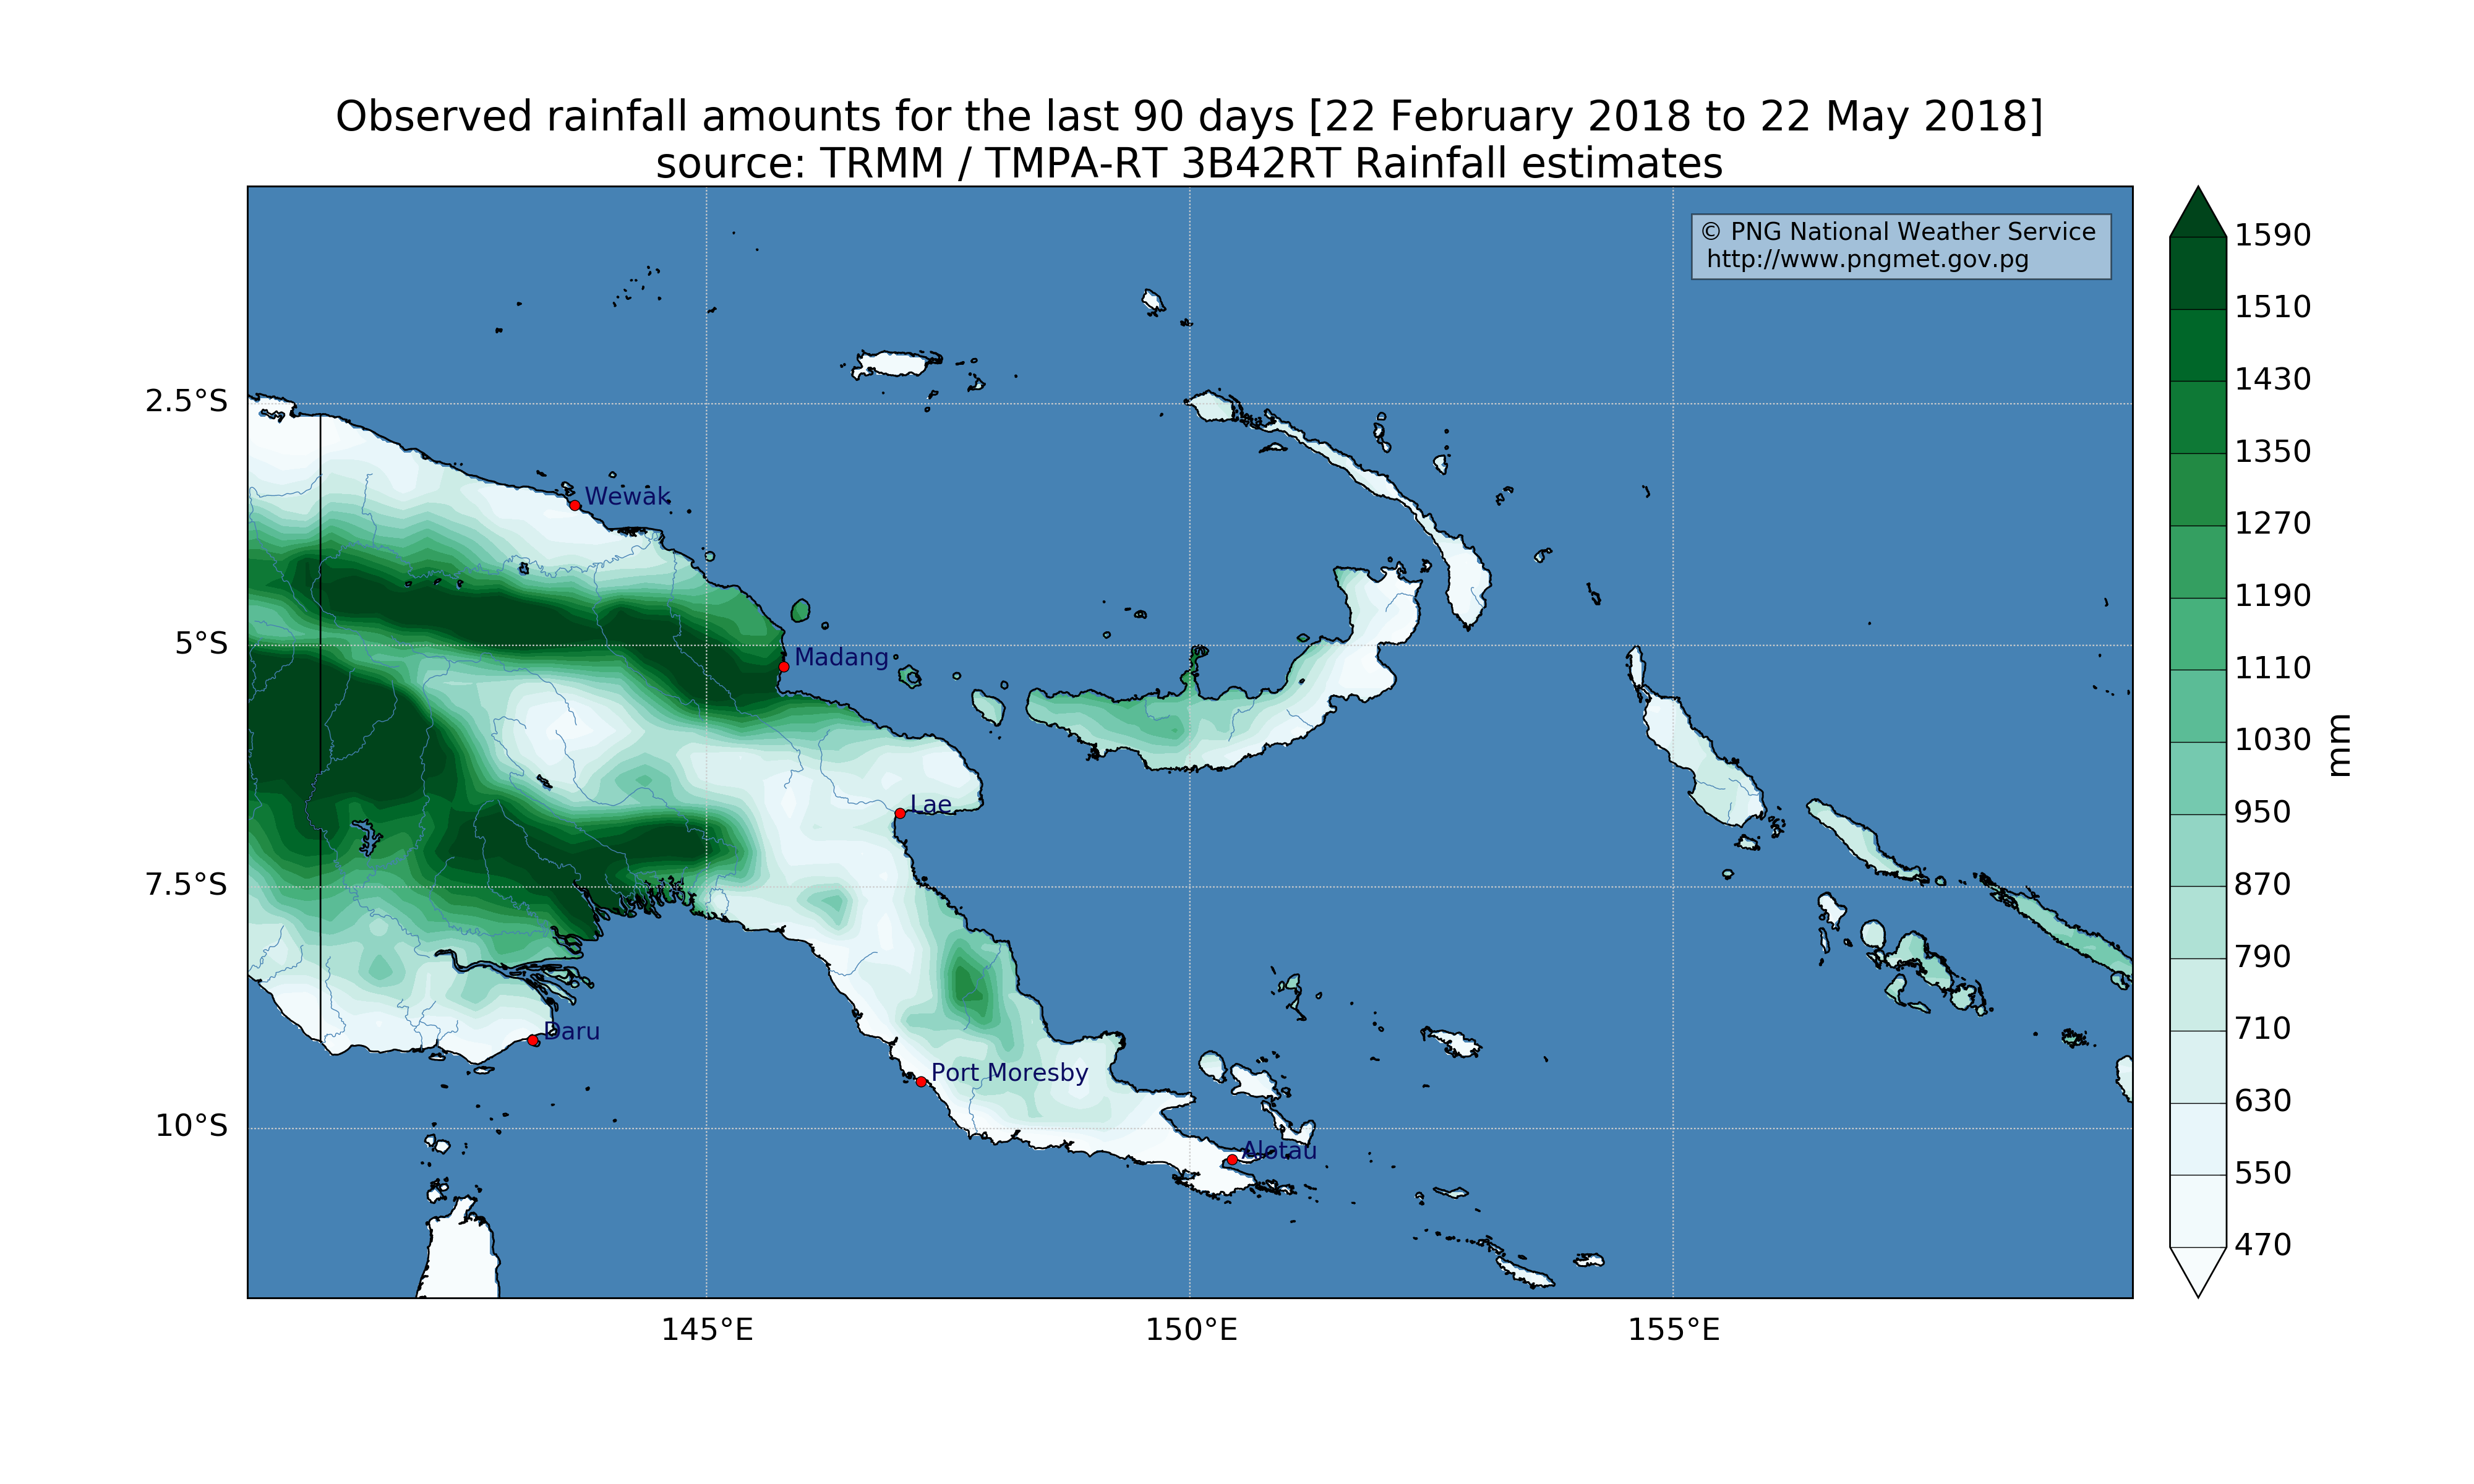 Observed rainfall amounts for the last 90 days [22 February 2018 to 22 May 2018]
source: TRMM / TMPA-RT 3B42RT Rainfall estimates
© PNG National Weather Service
http://www.pngmet.gov.pg
2.5°S
5°S
7.5°S
10°S
Wewak
Madang
Lae
Daru
Port Moresby
Alotau
145°E
150°E
155°E
1590
1510
1430
1350
1270
1190
1110
1030
950
870
790
710
630
550
470
mm